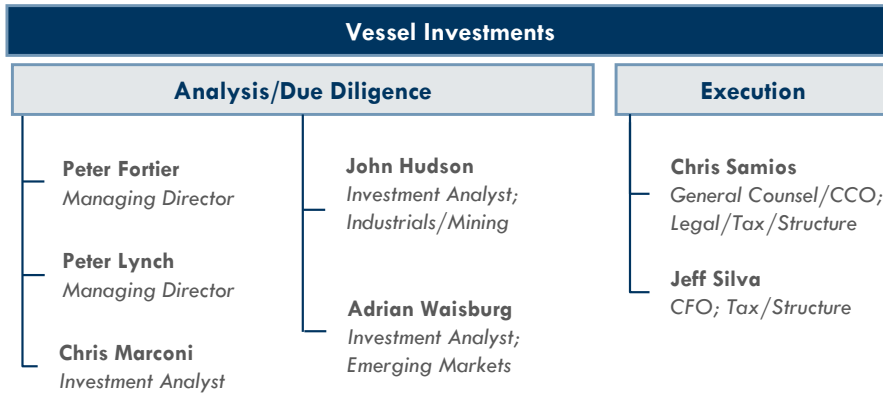 Vessel Investments
Analysis/Due Diligence
Peter Fortier
Managing Director
Peter Lynch
Managing Director
Chris Marconi
Investment Analyst
John Hudson
Investment Analyst;
Industrials/Mining
Adrian Waisburg
Investment Analyst;
Emerging Markets
Execution
Chris Samios
General Counsel/CCO;
Legal/Tax/Structure
Jeff Silva
CFO; Tax/Structure